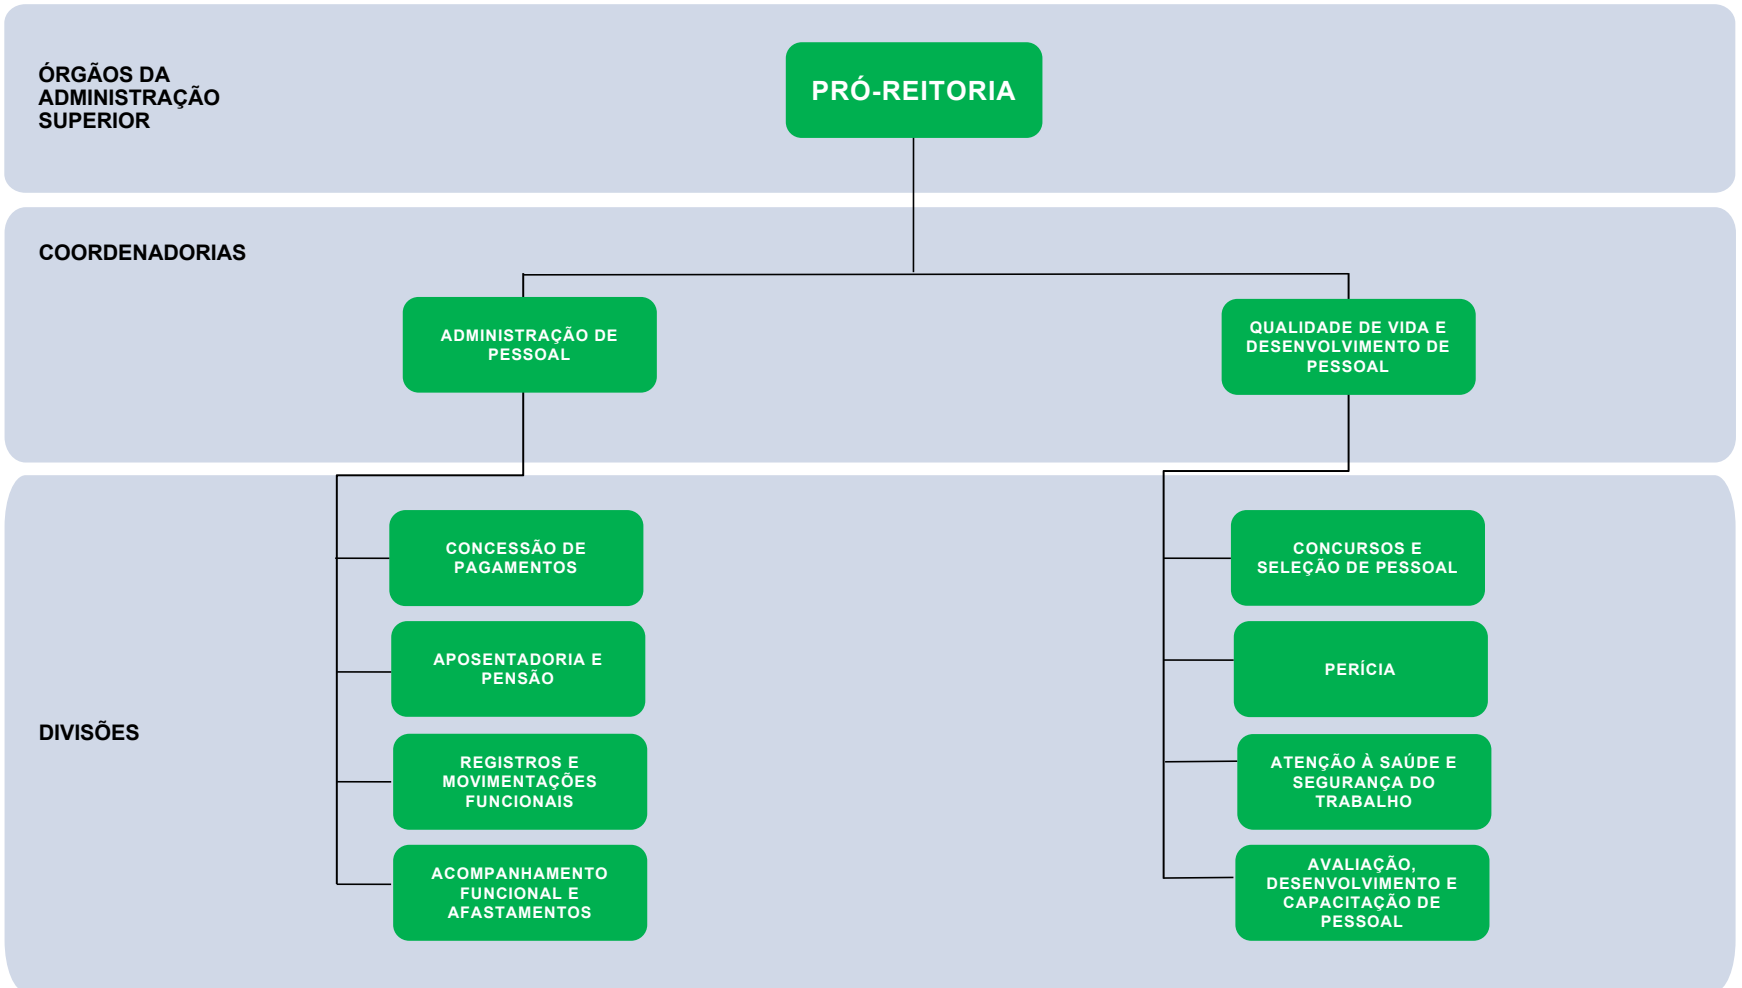 ÓRGÃOS DA
ADMINISTRAÇÃO
SUPERIOR
PRÓ-REITORIA
COORDENADORIAS
ADMINISTRAÇÃO DE
PESSOAL
QUALIDADE DE VIDA E
DESENVOLVIMENTO DE
PESSOAL
DIVISÕES
CONCESSÃO DE
PAGAMENTOS
APOSENTADORIA E
PENSÃO
REGISTROS E
MOVIMENTAÇÕES
FUNCIONAIS
ACOMPANHAMENTO
FUNCIONAL E
AFASTAMENTOS
CONCURSOS E
SELEÇÃO DE PESSOAL
PERÍCIA
ATENÇÃO À SAÚDE E
SEGURANÇA DO
TRABALHO
AVALIAÇÃO,
DESENVOLVIMENTO E
CAPACITAÇÃO DE
PESSOAL